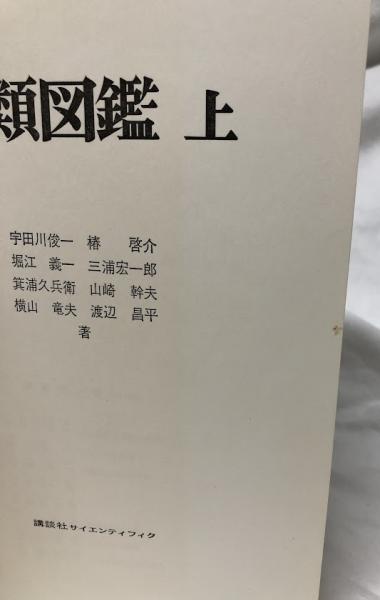 類図鑑 上
宇田川俊一 椿 啓介
堀江 義一 三浦宏一郎
箕浦久兵衛 山崎 幹夫
横山 竜夫 渡辺 昌平
著
講談社サイエンティフィク